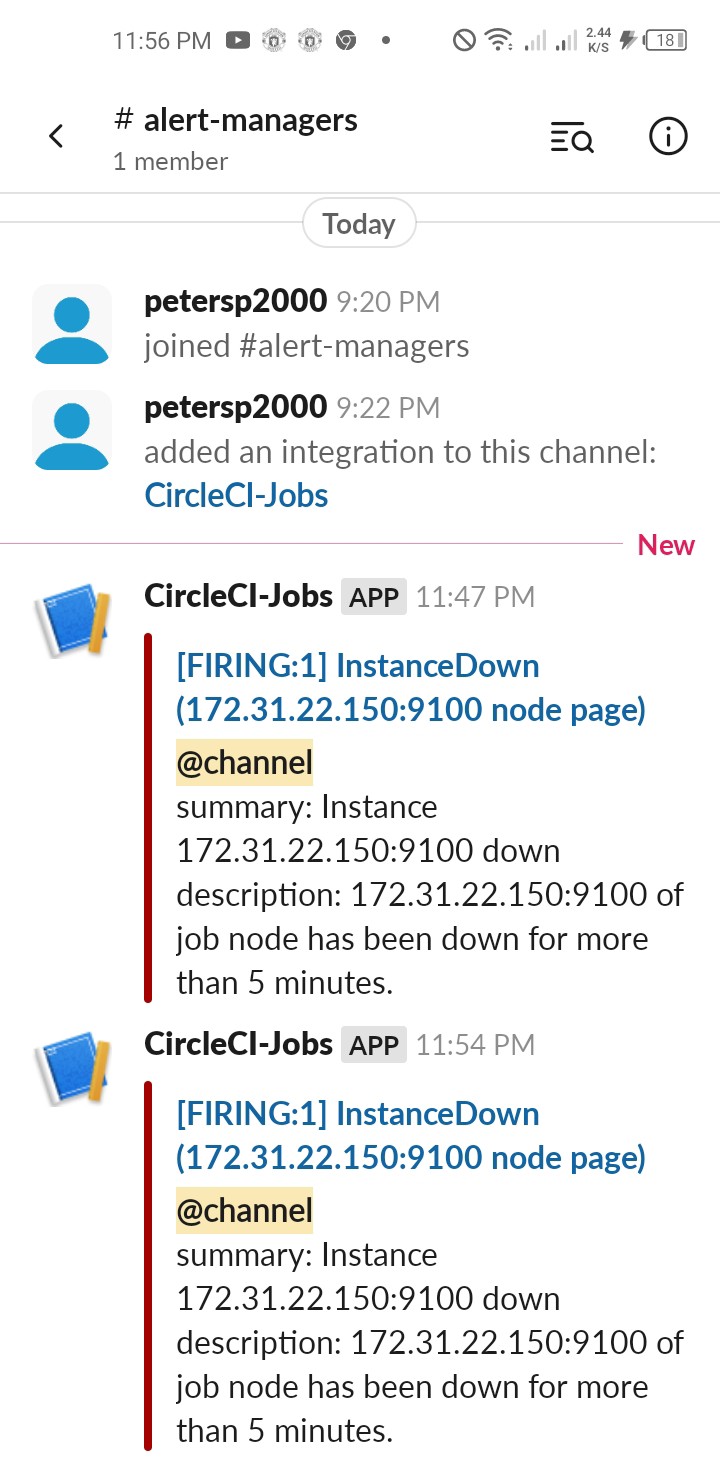 11:56 PM 2.44 K/S 18
# alert-managers
1 member
Today
petersp2000 9:20 PM
joined #alert-managers
petersp2000 9:22 PM
added an integration to this channel:
CircleCI-Jobs
New
CircleCI-Jobs APP 11:47 PM
[FIRING:1] InstanceDown
(172.31.22.150:9100 node page)
@channel
summary: Instance
172.31.22.150:9100 down
description: 172.31.22.150:9100 of
job node has been down for more
than 5 minutes.
CircleCI-Jobs APP 11:54 PM
[FIRING:1] InstanceDown
(172.31.22.150:9100 node page)
@channel
summary: Instance
172.31.22.150:9100 down
description: 172.31.22.150:9100 of
job node has been down for more
than 5 minutes.